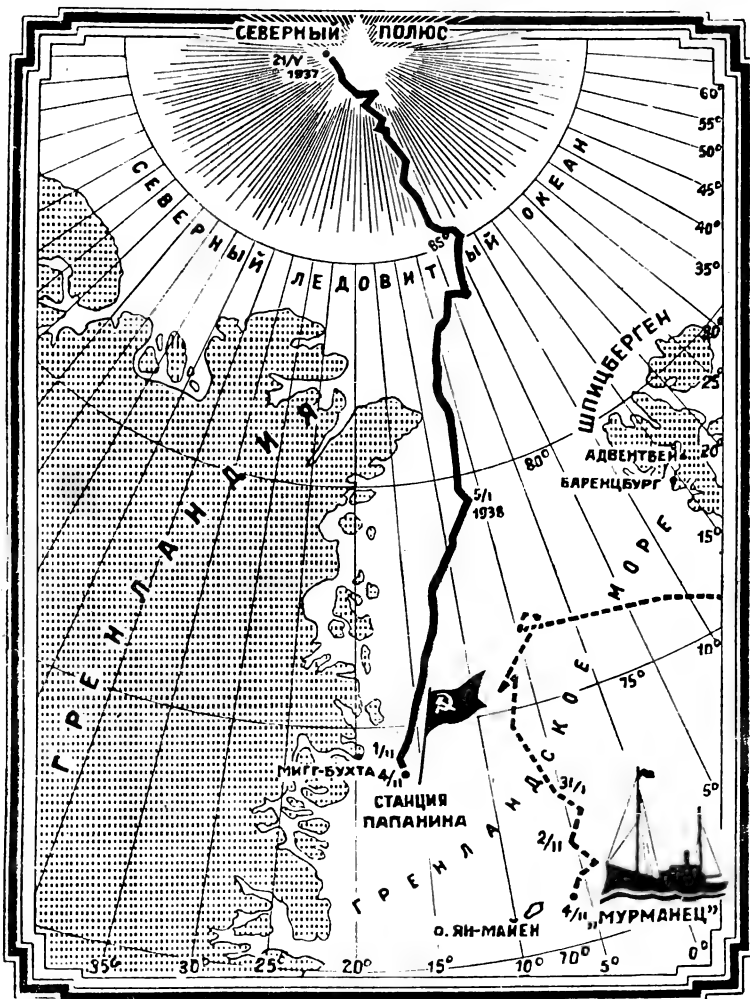 СЕВЕРНЫЙ ПОЛЮС
21/V
1937
60°
55°
50°
45°
40°
35°
30°
25°
20°
15°
10°
5°
0°
СЕВЕРНЫЙ ЛЕДОВИТЫЙ ОКЕАН
85°
ШПИЦБЕРГЕН
АДВЕНТБЕЙ
БАРЕНЦБУРГ
80°
5/I
1938
ГРЕНЛАНДИЯ
75°
1/II
МИГГ-БУХТА 4/II
СТАНЦИЯ
ПАПАНИНА
ГРЕНЛАНДСКОЕ МОРЕ
31/I
2/II
4/II „МУРМАНЕЦ"
О. ЯН-МАЙЕН
35° 30° 25° 20° 15° 10° 70° 5°